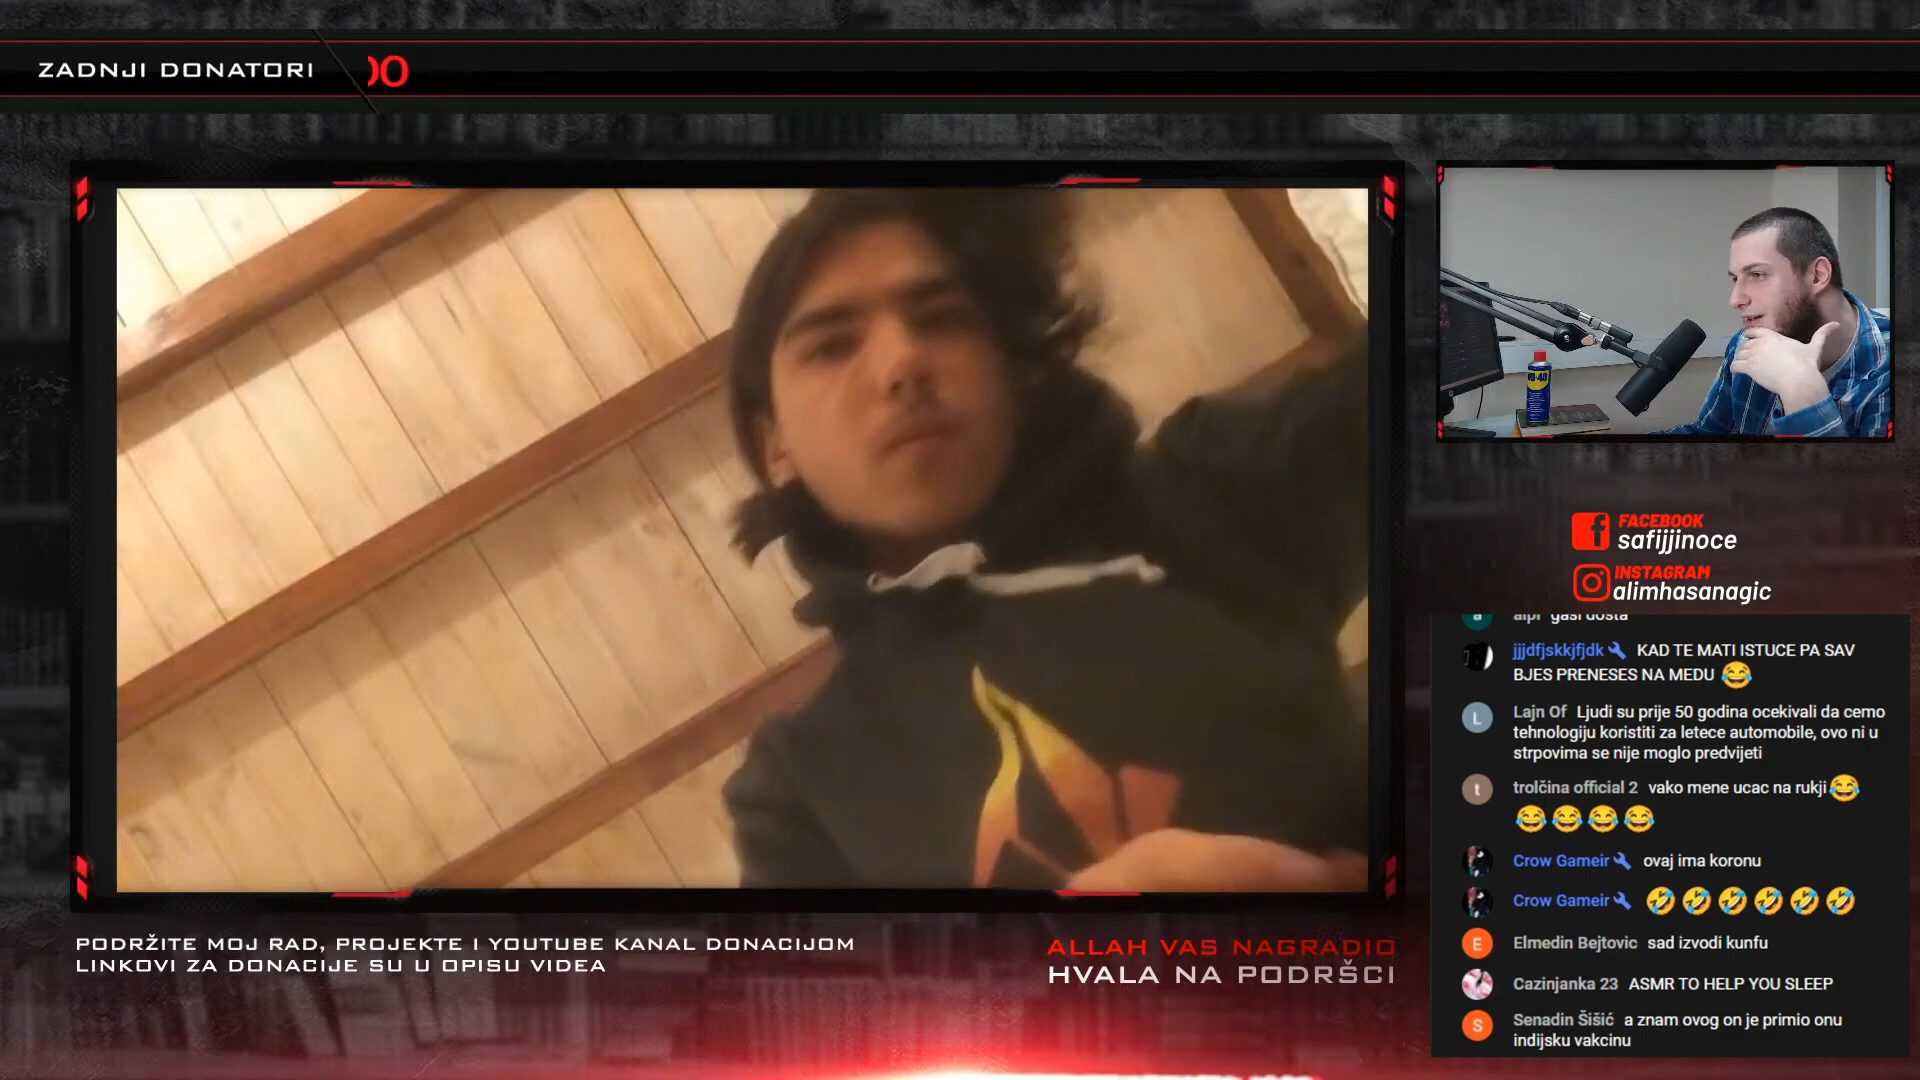 ZADNJI DONATORI
FACEBOOK
safijjinoce
INSTAGRAM
alimhasanagic
gasi dosta
jjjdfjskkjfjdk KAD TE MATI ISTUCE PA SAV
BJES PRENESES NA MEDU 😂
L Lajn Of Ljudi su prije 50 godina ocekivali da cemo
tehnologiju koristiti za letece automobile, ovo ni u
strpovima se nije moglo predvijeti
t trolčina official 2 vako mene ucac na rukji 😂
😂 😂 😂 😂
Crow Gameir ovaj ima koronu
Crow Gameir 🤣 🤣 🤣 🤣 🤣 🤣
E Elmedin Bejtovic sad izvodi kunfu
Cazinjanka 23 ASMR TO HELP YOU SLEEP
S Senadin Šišić a znam ovog on je primio onu
indijsku vakcinu
PODRŽITE MOJ RAD, PROJEKTE I YOUTUBE KANAL DONACIJOM
LINKOVI ZA DONACIJE SU U OPISU VIDEA
ALLAH VAS NAGRADIO
HVALA NA PODRŠCI
WD-40